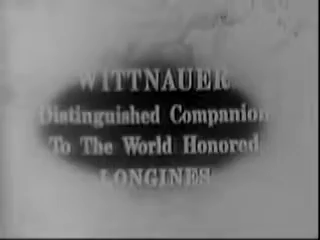 WITTNAUER
Distinguished Companion
To The World Honored
LONGINES